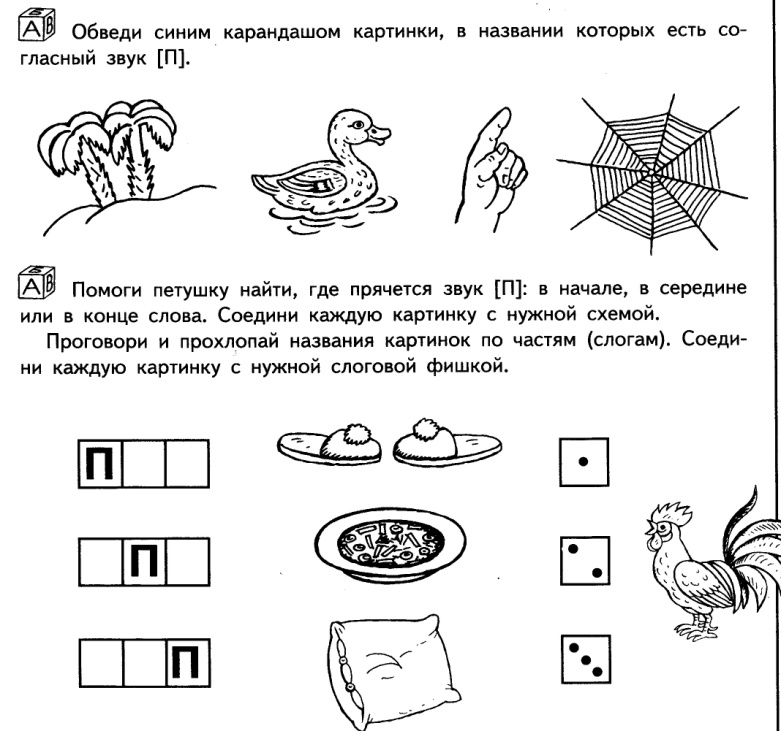 А В Обведи синим карандашом картинки, в названии которых есть со-
гласный звук [П].
А В Помоги петушку найти, где прячется звук [П]: в начале, в середине
или в конце слова. Соедини каждую картинку с нужной схемой.
Проговори и прохлопай названия картинок по частям (слогам). Соеди-
ни каждую картинку с нужной слоговой фишкой.
П
П
П